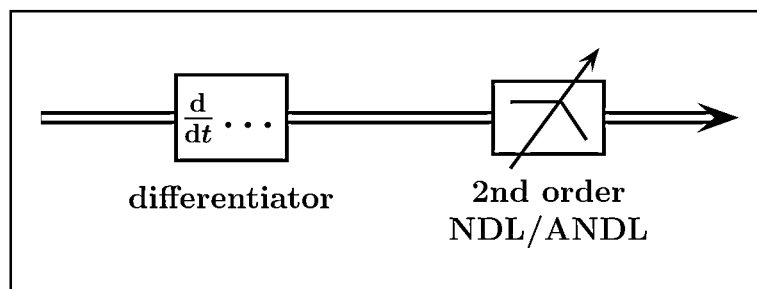 d
dt ...
differentiator
2nd order
NDL/ANDL